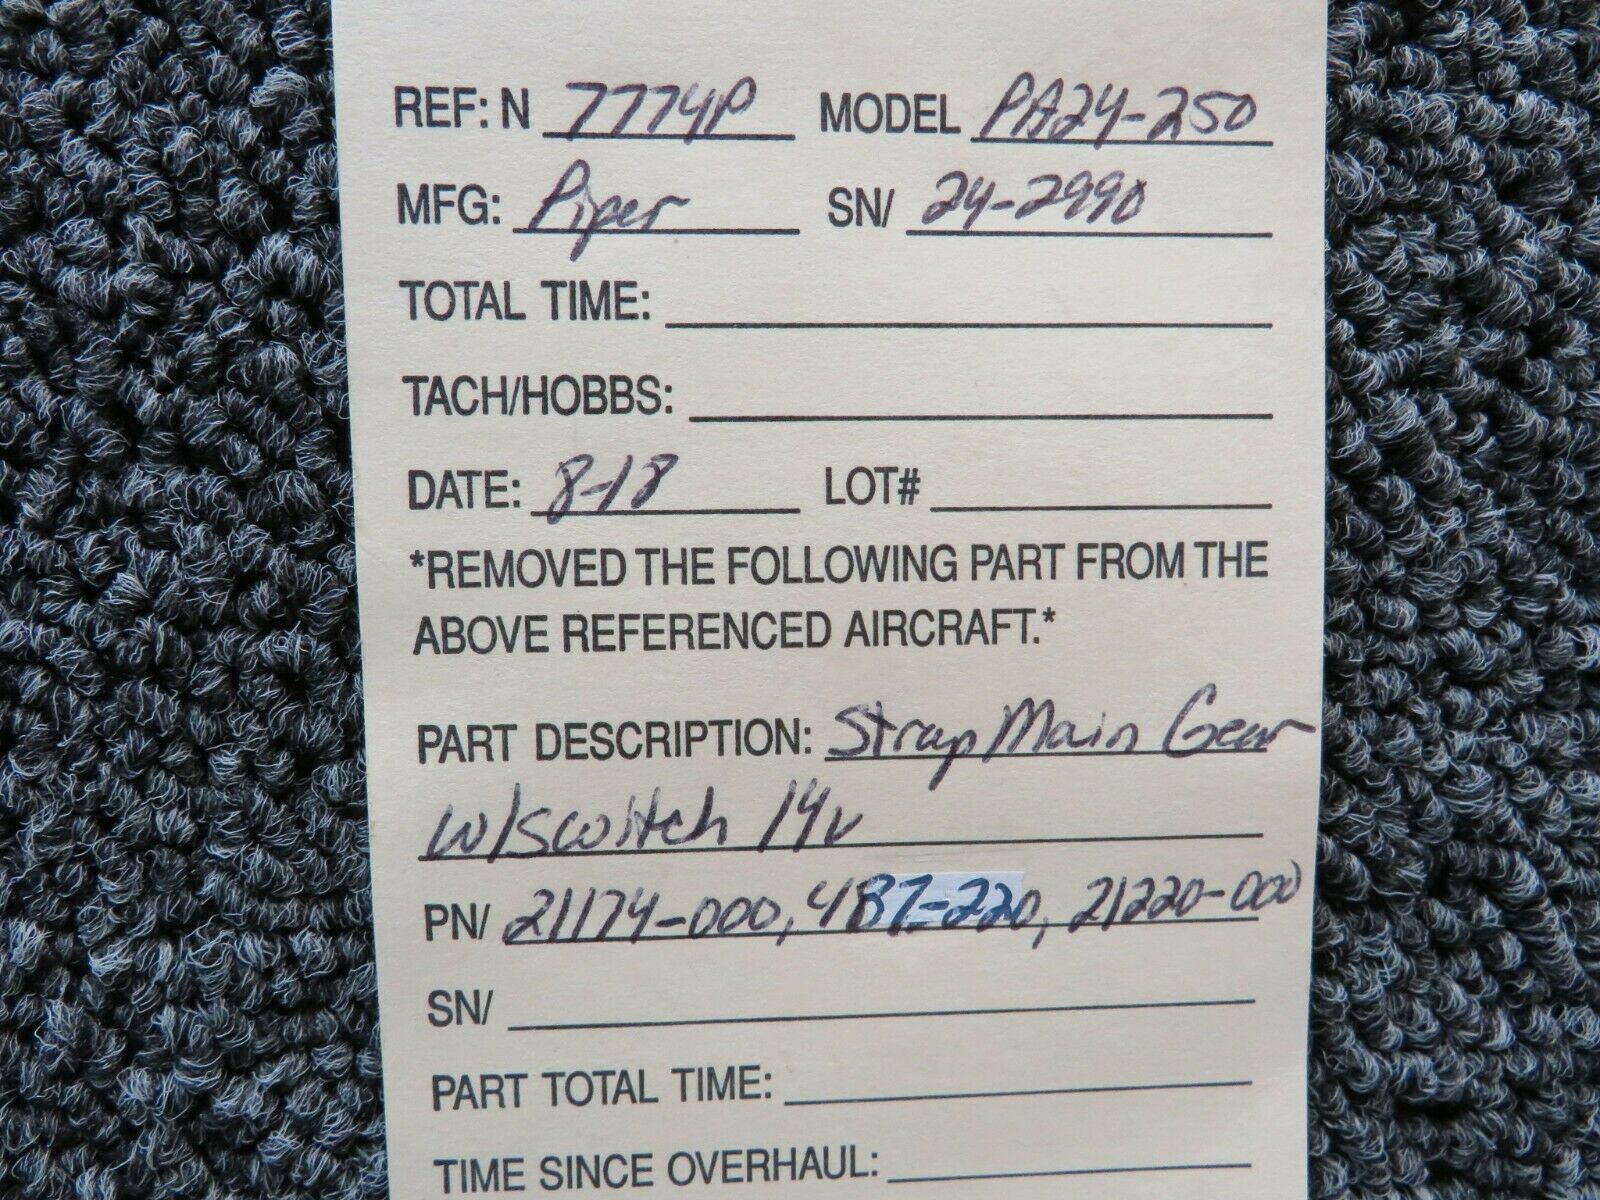 REF: N 7774P MODEL PA24-250
MFG: Piper SN/ 24-2990
TOTAL TIME:
TACH/HOBBS:
DATE: 8-18 LOT#
*REMOVED THE FOLLOWING PART FROM THE
ABOVE REFERENCED AIRCRAFT.*
PART DESCRIPTION: Strap Main Gear
w/switch 14v
PN/ 21174-000, 487-220, 21220-000
SN/
PART TOTAL TIME:
TIME SINCE OVERHAUL: